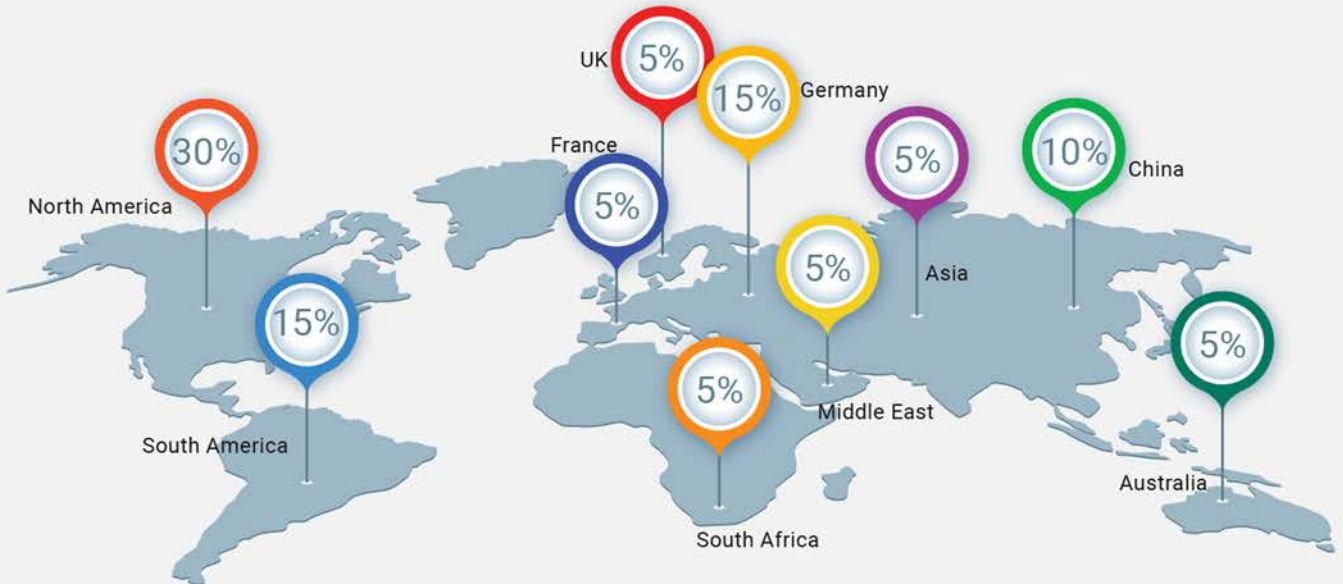 UK
5%
15%
Germany
30%
North America
France
5%
5%
Asia
10%
China
5%
Middle East
15%
South America
5%
South Africa
5%
Australia